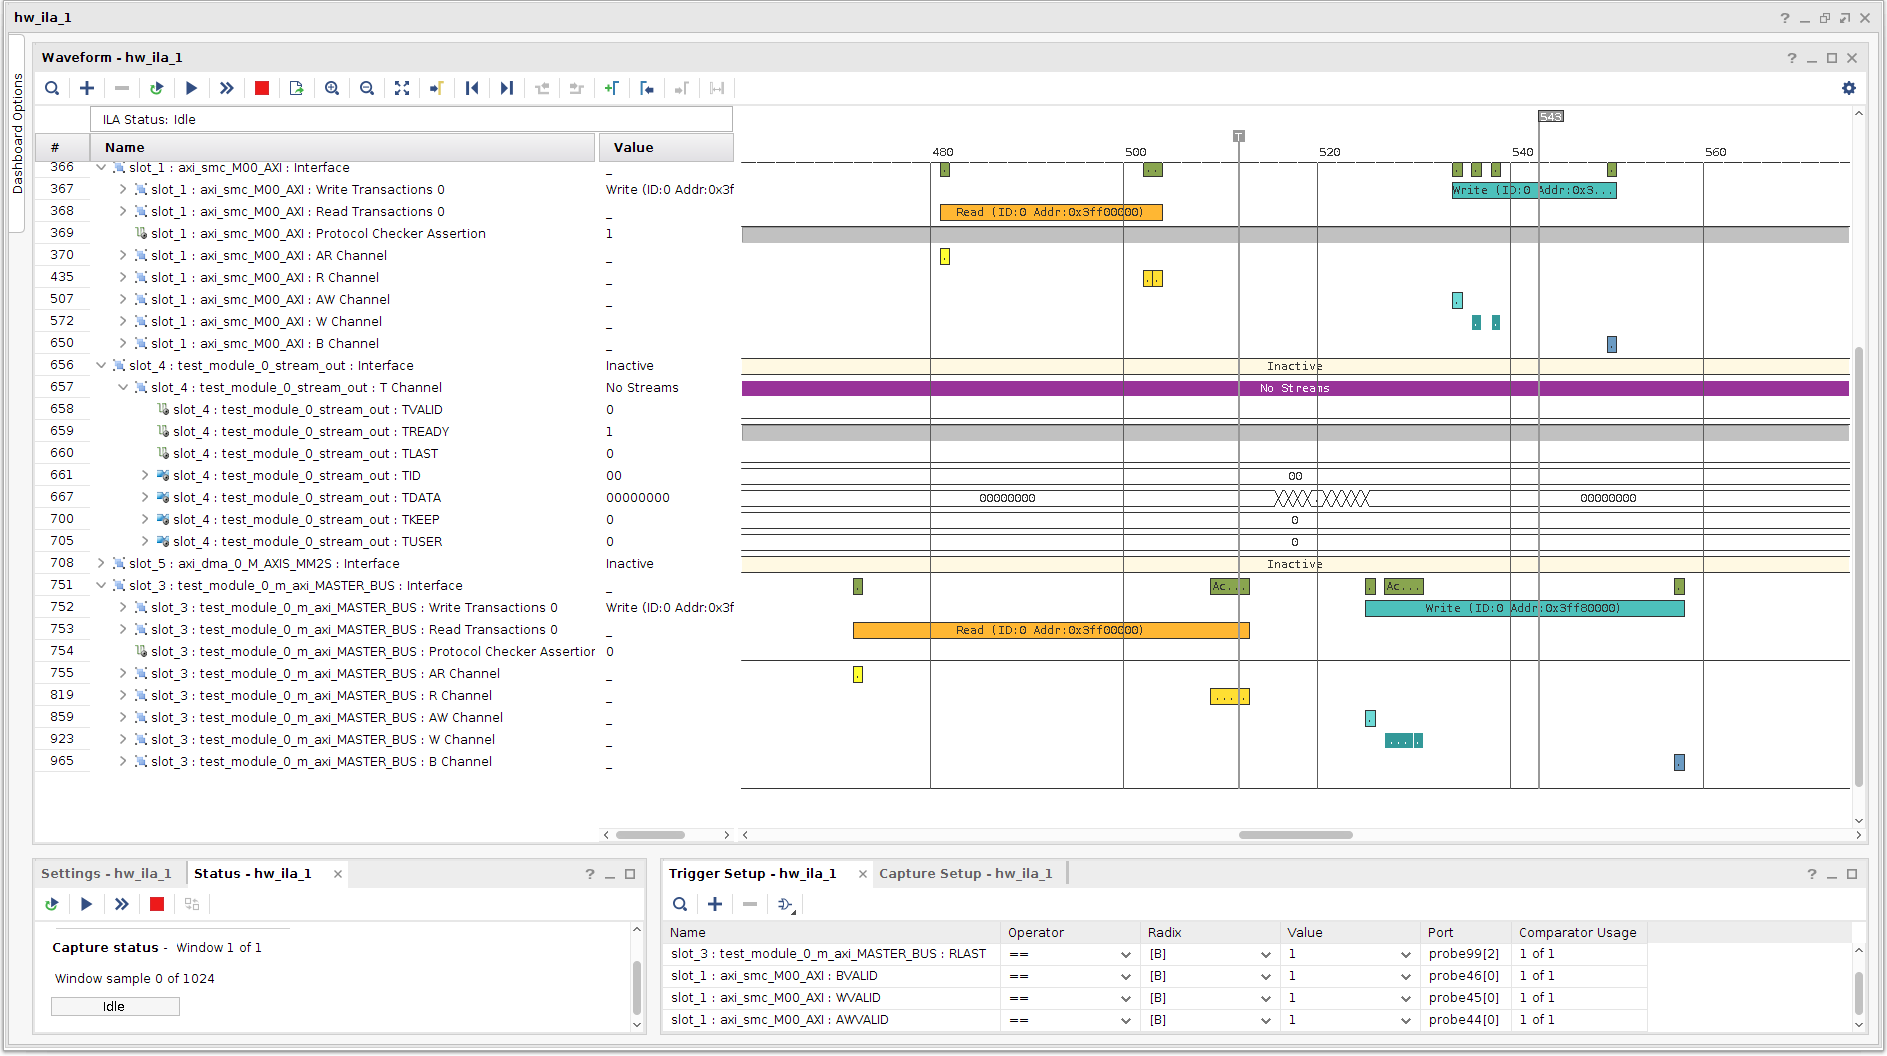 hw_ila_1
Dashboard Options
Waveform - hw_ila_1
ILA Status: Idle
# Name Value
543
T
480 500 520 540 560
366 slot_1 : axi_smc_M00_AXI : Interface _
367 slot_1 : axi_smc_M00_AXI : Write Transactions 0 Write (ID:0 Addr:0x3f Write (ID:0 Addr:0x3...
368 slot_1 : axi_smc_M00_AXI : Read Transactions 0 _ Read (ID:0 Addr:0x3ff00000)
369 slot_1 : axi_smc_M00_AXI : Protocol Checker Assertion 1
370 slot_1 : axi_smc_M00_AXI : AR Channel _
435 slot_1 : axi_smc_M00_AXI : R Channel _
507 slot_1 : axi_smc_M00_AXI : AW Channel _
572 slot_1 : axi_smc_M00_AXI : W Channel _
650 slot_1 : axi_smc_M00_AXI : B Channel _
656 slot_4 : test_module_0_stream_out : Interface Inactive Inactive
657 slot_4 : test_module_0_stream_out : T Channel No Streams No Streams
658 slot_4 : test_module_0_stream_out : TVALID 0
659 slot_4 : test_module_0_stream_out : TREADY 1
660 slot_4 : test_module_0_stream_out : TLAST 0
661 slot_4 : test_module_0_stream_out : TID 00 00
667 slot_4 : test_module_0_stream_out : TDATA 00000000 00000000 00000000
700 slot_4 : test_module_0_stream_out : TKEEP 0 0
705 slot_4 : test_module_0_stream_out : TUSER 0 0
708 slot_5 : axi_dma_0_M_AXIS_MM2S : Interface Inactive Inactive
751 slot_3 : test_module_0_m_axi_MASTER_BUS : Interface _ Ac... Ac...
752 slot_3 : test_module_0_m_axi_MASTER_BUS : Write Transactions 0 Write (ID:0 Addr:0x3f Write (ID:0 Addr:0x3ff80000)
753 slot_3 : test_module_0_m_axi_MASTER_BUS : Read Transactions 0 _ Read (ID:0 Addr:0x3ff00000)
754 slot_3 : test_module_0_m_axi_MASTER_BUS : Protocol Checker Assertior 0
755 slot_3 : test_module_0_m_axi_MASTER_BUS : AR Channel _
819 slot_3 : test_module_0_m_axi_MASTER_BUS : R Channel _
859 slot_3 : test_module_0_m_axi_MASTER_BUS : AW Channel _
923 slot_3 : test_module_0_m_axi_MASTER_BUS : W Channel _
965 slot_3 : test_module_0_m_axi_MASTER_BUS : B Channel _
Settings - hw_ila_1 Status - hw_ila_1
Capture status - Window 1 of 1
Window sample 0 of 1024
Idle
Trigger Setup - hw_ila_1 Capture Setup - hw_ila_1
Name Operator Radix Value Port Comparator Usage
slot_3 : test_module_0_m_axi_MASTER_BUS : RLAST == [B] 1 probe99[2] 1 of 1
slot_1 : axi_smc_M00_AXI : BVALID == [B] 1 probe46[0] 1 of 1
slot_1 : axi_smc_M00_AXI : WVALID == [B] 1 probe45[0] 1 of 1
slot_1 : axi_smc_M00_AXI : AWVALID == [B] 1 probe44[0] 1 of 1